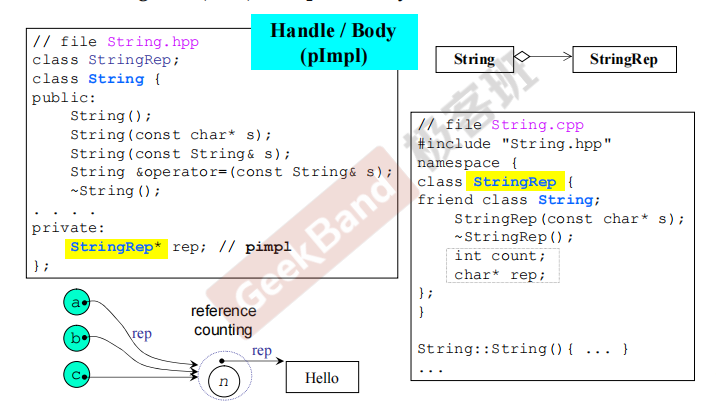 Handle / Body
(pImpl)
// file String.hpp
class StringRep;
class String {
public:
String();
String(const char* s);
String(const String& s);
String &operator=(const String& s);
~String();
. . . .
private:
StringRep* rep; // pimpl
};
String
StringRep
// file String.cpp
#include "String.hpp"
namespace {
class StringRep {
friend class String;
StringRep(const char* s);
~StringRep();
int count;
char* rep;
};
}
String::String(){ ... }
...
a
b
c
rep
reference
counting
rep
n
Hello
GeekBand 极客班